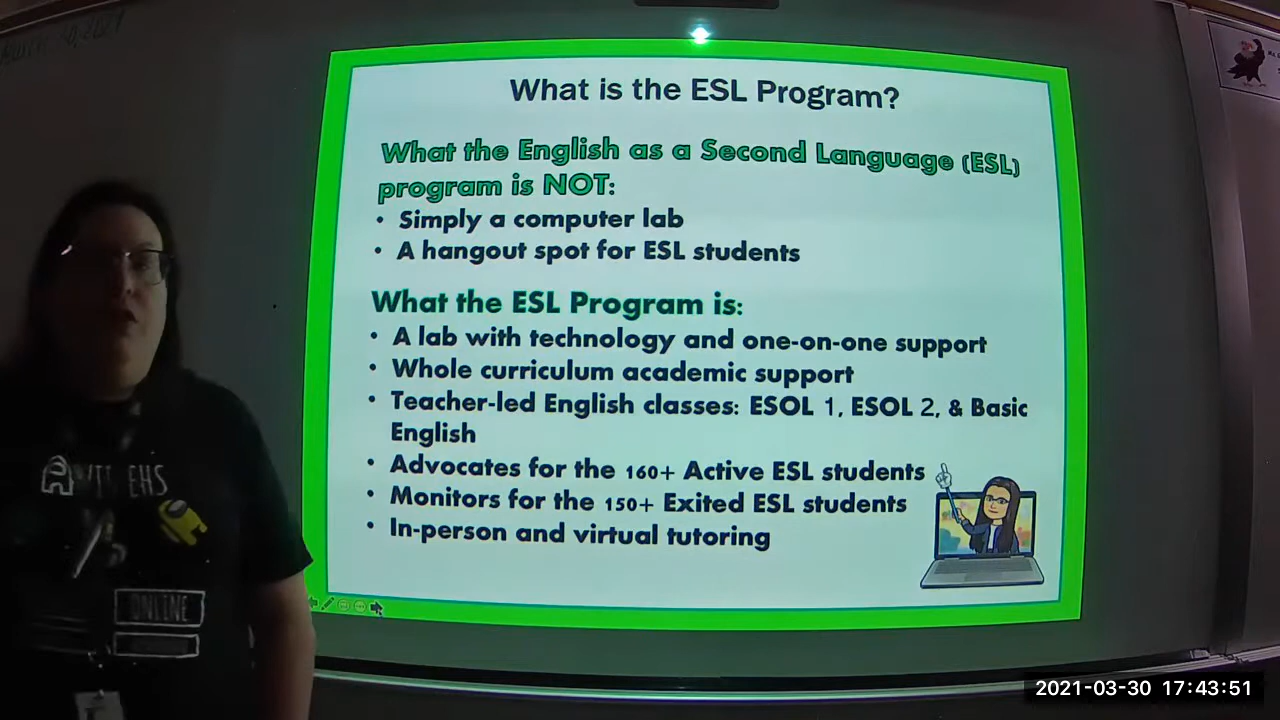 What is the ESL Program?
What the English as a Second Language (ESL)
program is NOT:
• Simply a computer lab
• A hangout spot for ESL students
What the ESL Program is:
• A lab with technology and one-on-one support
• Whole curriculum academic support
• Teacher-led English classes: ESOL 1, ESOL 2, & Basic
English
• Advocates for the 160+ Active ESL students
• Monitors for the 150+ Exited ESL students
• In-person and virtual tutoring
EHS
ONLINE
2021-03-30 17:43:51